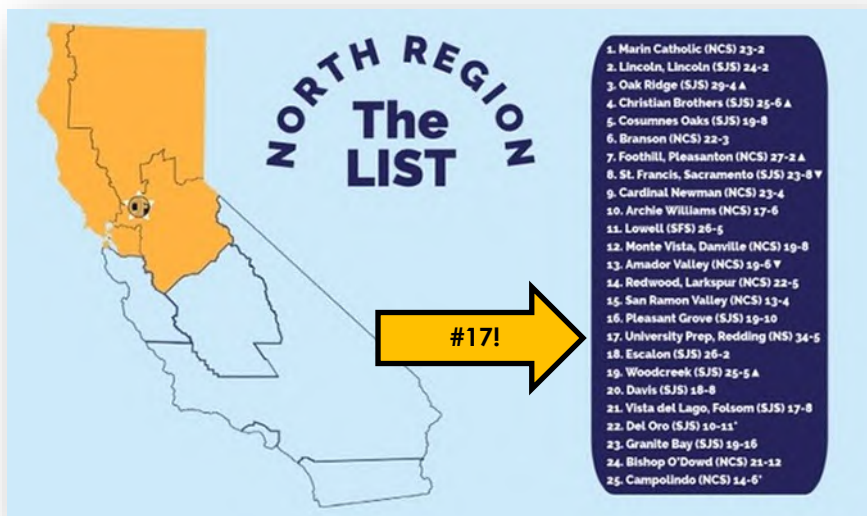 NORTH REGION
The
LIST
1. Marin Catholic (NCS) 23-2
2. Lincoln, Lincoln (SJS) 24-2
3. Oak Ridge (SJS) 29-4 ▲
4. Christian Brothers (SJS) 25-6 ▲
5. Cosumnes Oaks (SJS) 19-8
6. Branson (NCS) 22-3
7. Foothill, Pleasanton (NCS) 27-2 ▲
8. St. Francis, Sacramento (SJS) 23-8 ▼
9. Cardinal Newman (NCS) 23-4
10. Archie Williams (NCS) 17-6
11. Lowell (SFS) 26-5
12. Monte Vista, Danville (NCS) 19-8
13. Amador Valley (NCS) 19-6 ▼
14. Redwood, Larkspur (NCS) 22-5
15. San Ramon Valley (NCS) 13-4
16. Pleasant Grove (SJS) 19-10
17. University Prep, Redding (NS) 34-5
18. Escalon (SJS) 26-2
19. Woodcreek (SJS) 25-5 ▲
20. Davis (SJS) 18-8
21. Vista del Lago, Folsom (SJS) 17-8
22. Del Oro (SJS) 10-11*
23. Granite Bay (SJS) 19-16
24. Bishop O'Dowd (NCS) 21-12
25. Campolindo (NCS) 14-6*
#17!